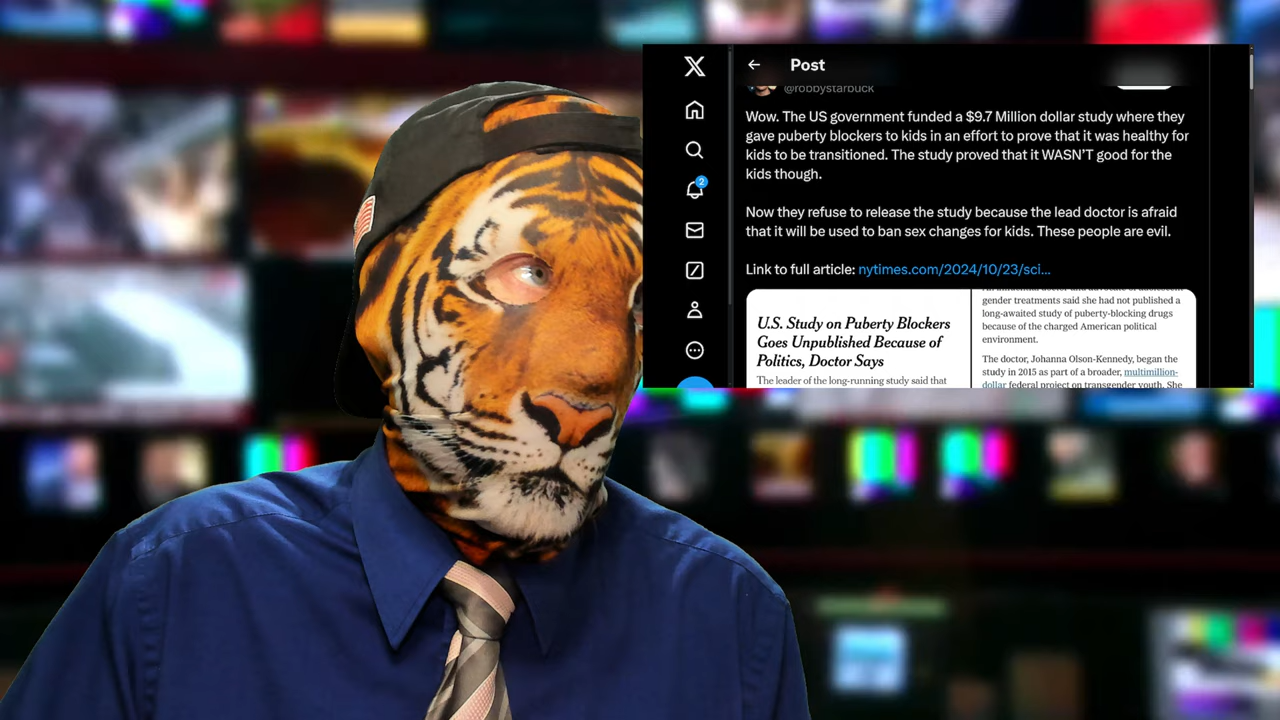 Post
@robbystarbuck
Wow. The US government funded a $9.7 Million dollar study where they
gave puberty blockers to kids in an effort to prove that it was healthy for
kids to be transitioned. The study proved that it WASN'T good for the
kids though.
Now they refuse to release the study because the lead doctor is afraid
that it will be used to ban sex changes for kids. These people are evil.
Link to full article: nytimes.com/2024/10/23/sci...
U.S. Study on Puberty Blockers
Goes Unpublished Because of
Politics, Doctor Says
The leader of the long-running study said that
gender treatments said she had not published a
long-awaited study of puberty-blocking drugs
because of the charged American political
environment.
The doctor, Johanna Olson-Kennedy, began the
study in 2015 as part of a broader, multimillion-
dollar federal project on transgender youth. She
2